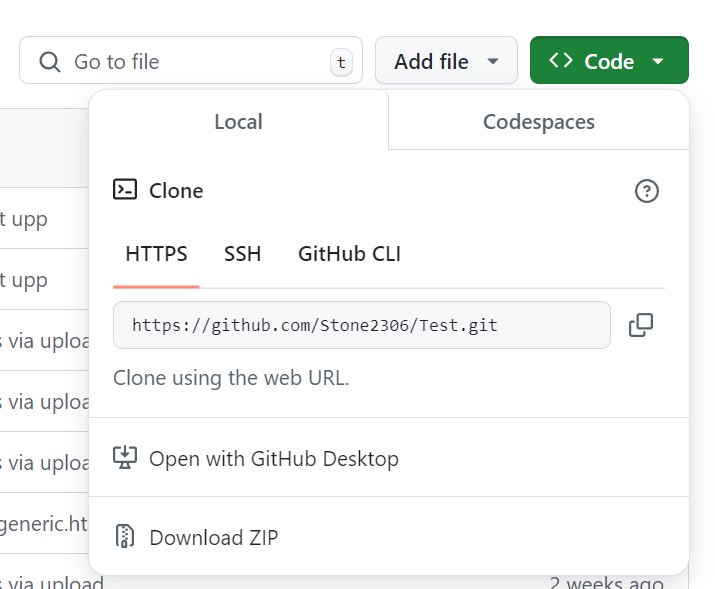 Go to file
t
Add file
Code
Local
Codespaces
t upp
Clone
t upp
HTTPS
SSH
GitHub CLI
s via uploa
https://github.com/Stone2306/Test.git
s via uploa
Clone using the web URL.
s via uploa
Open with GitHub Desktop
generic.ht
Download ZIP
s via upload
2 weeks ago